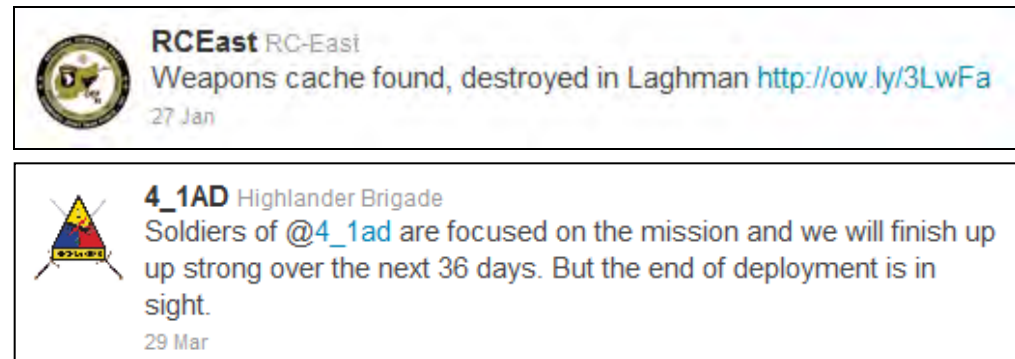 RCEast RC-East
Weapons cache found, destroyed in Laghman http://ow.ly/3LwFa
27 Jan
4_1AD Highlander Brigade
Soldiers of @4_1ad are focused on the mission and we will finish up
up strong over the next 36 days. But the end of deployment is in
sight.
29 Mar